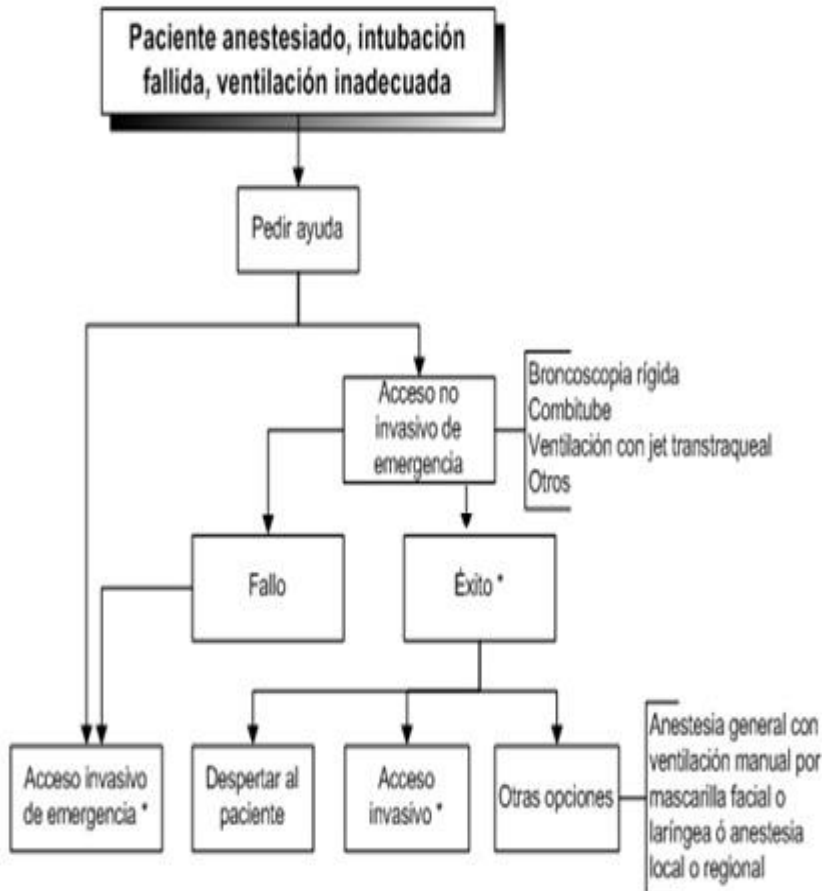 Paciente anestesiado, intubación
fallida, ventilación inadecuada
Pedir ayuda
Acceso no
invasivo de
emergencia
Broncoscopia rígida
Combitube
Ventilación con jet transtraqueal
Otros
Fallo
Éxito *
Acceso invasivo
de emergencia *
Despertar al
paciente
Acceso
invasivo *
Otras opciones
Anestesia general con
ventilación manual por
mascarilla facial o
laríngea ó anestesia
local o regional